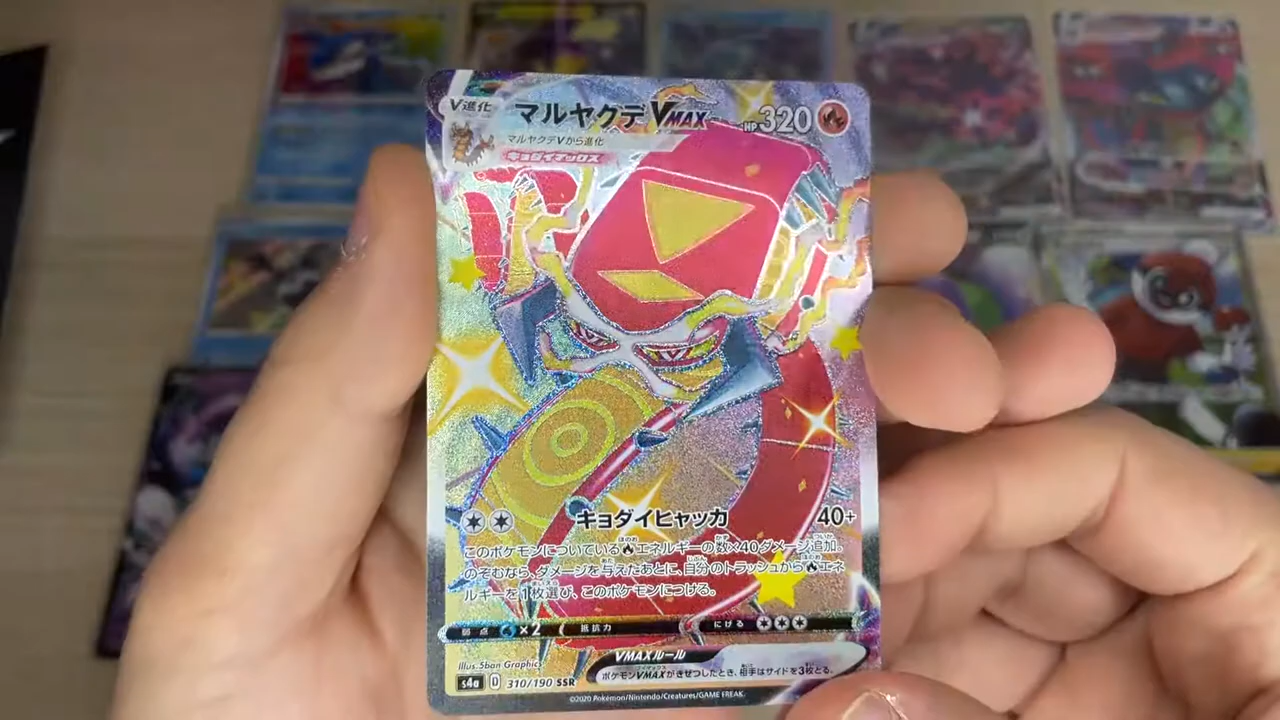 V進化
マルヤクデVMAX
HP320
マルヤクデVから進化
キョダイマックス
キョダイヒャッカ
40+
このポケモンについているエネルギーの数×40ダメージ追加。
のぞむなら、ダメージを与えたあとに、自分のトラッシュからエネ
ルギーを1枚選び、このポケモンにつける。
弱点 ×2 抵抗力 にげる
VMAXルール
ポケモンVMAXがきぜつしたとき、相手はサイドを3枚とる。
Illus.5ban Graphics
s4a D 310/190 SSR
©2020 Pokémon/Nintendo/Creatures/GAME FREAK.